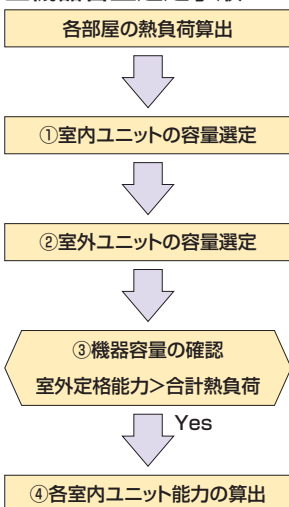 各部屋の熱負荷算出
①室内ユニットの容量選定
②室外ユニットの容量選定
③機器容量の確認
室外定格能力>合計熱負荷
Yes
④各室内ユニット能力の算出